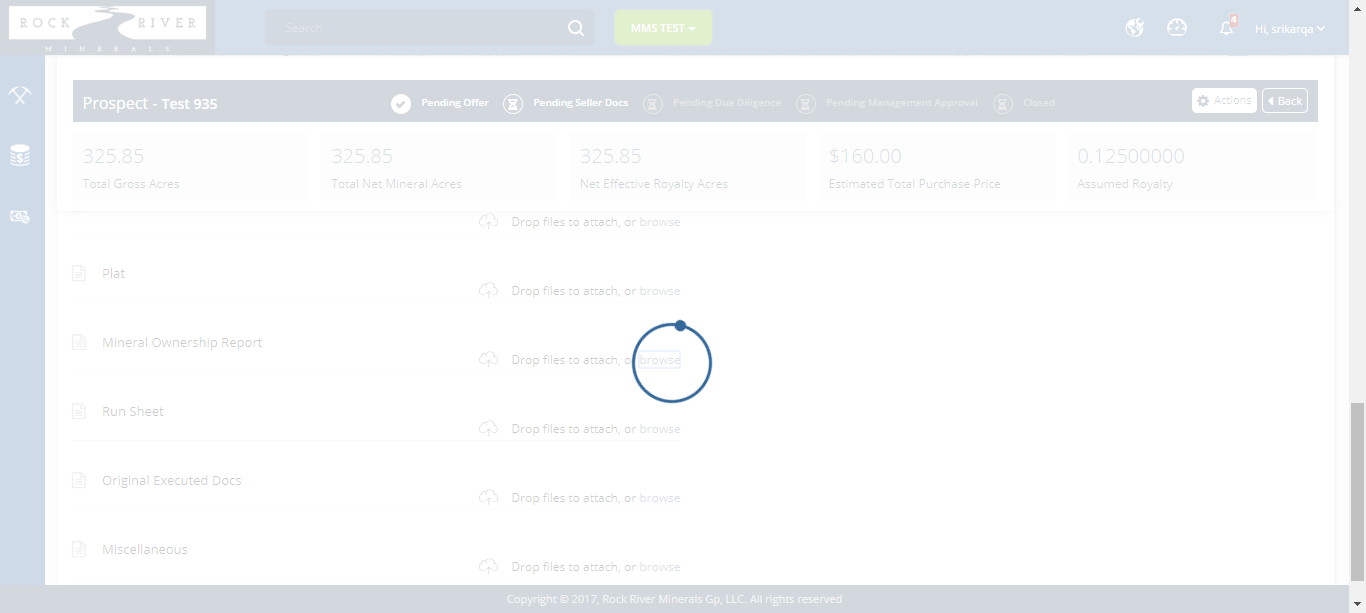 ROCK RIVER
MINERALS
Search
MMS TEST
4
Hi, srikarqa
Prospect - Test 935
Pending Offer
Pending Seller Docs
Pending Due Diligence
Pending Management Approval
Closed
Actions
Back
325.85
Total Gross Acres
325.85
Total Net Mineral Acres
325.85
Net Effective Royalty Acres
$160.00
Estimated Total Purchase Price
0.12500000
Assumed Royalty
Drop files to attach, or browse
Plat
Drop files to attach, or browse
Mineral Ownership Report
Drop files to attach, or browse
Run Sheet
Drop files to attach, or browse
Original Executed Docs
Drop files to attach, or browse
Miscellaneous
Drop files to attach, or browse
Copyright © 2017, Rock River Minerals Gp, LLC. All rights reserved